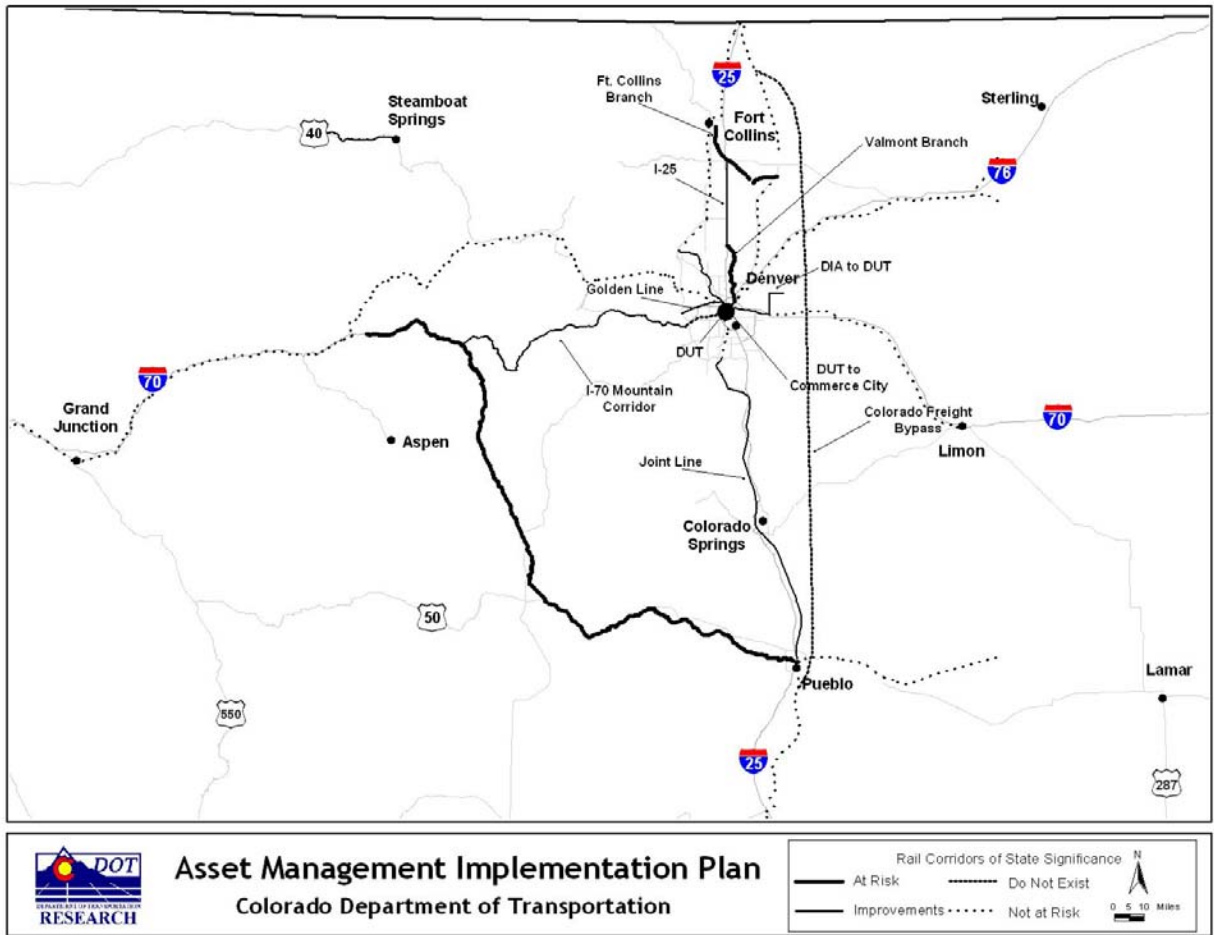 25
Ft. Collins
Branch
Fort
Collins
Sterling
Steamboat
Springs
40
Valmont Branch
I-25
76
Denver
DIA to DUT
Golden Line
DUT
DUT to
Commerce City
70
I-70 Mountain
Corridor
Colorado Freight
Bypass
70
Grand
Junction
Aspen
Limon
Joint Line
Colorado
Springs
50
Pueblo
Lamar
550
25
287
DOT
DEPARTMENT OF TRANSPORTATION
RESEARCH
Asset Management Implementation Plan
Colorado Department of Transportation
Rail Corridors of State Significance
N
At Risk
Do Not Exist
Improvements
Not at Risk
0 5 10 Miles